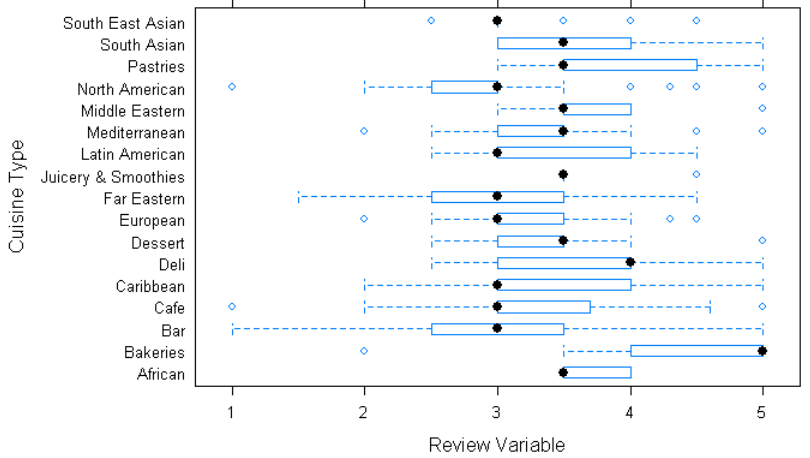 South East Asian
South Asian
Pastries
North American
Middle Eastern
Mediterranean
Latin American
Juicery & Smoothies
Far Eastern
European
Dessert
Deli
Caribbean
Cafe
Bar
Bakeries
African
Cuisine Type
1 2 3 4 5
Review Variable